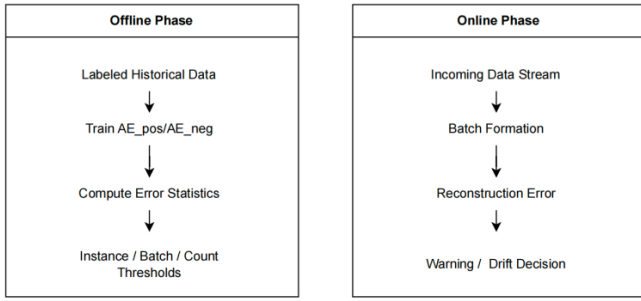 Offline Phase
Labeled Historical Data
Train AE_pos/AE_neg
Compute Error Statistics
Instance / Batch / Count
Thresholds
Online Phase
Incoming Data Stream
Batch Formation
Reconstruction Error
Warning / Drift Decision